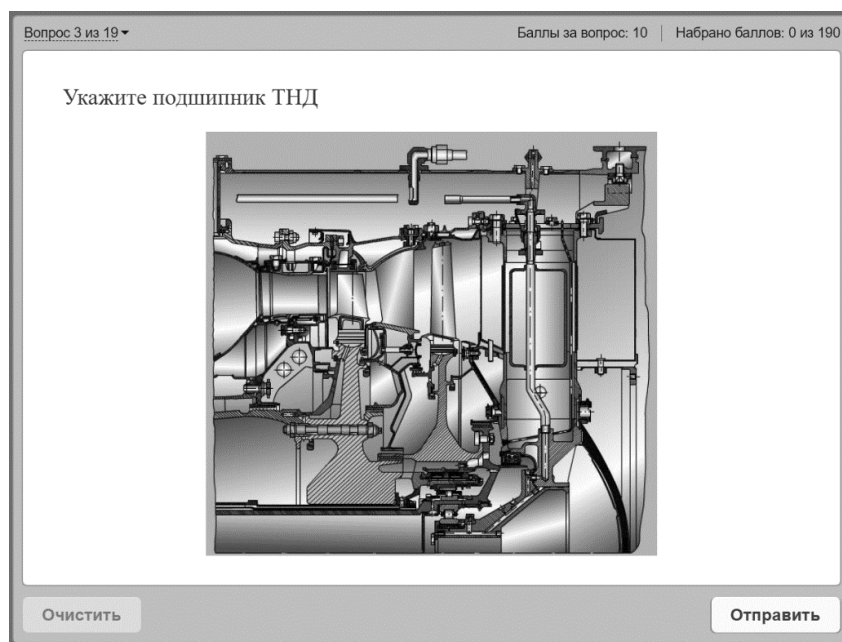 Вопрос 3 из 19
Баллы за вопрос: 10 | Набрано баллов: 0 из 190
Укажите подшипник ТНД
Очистить
Отправить